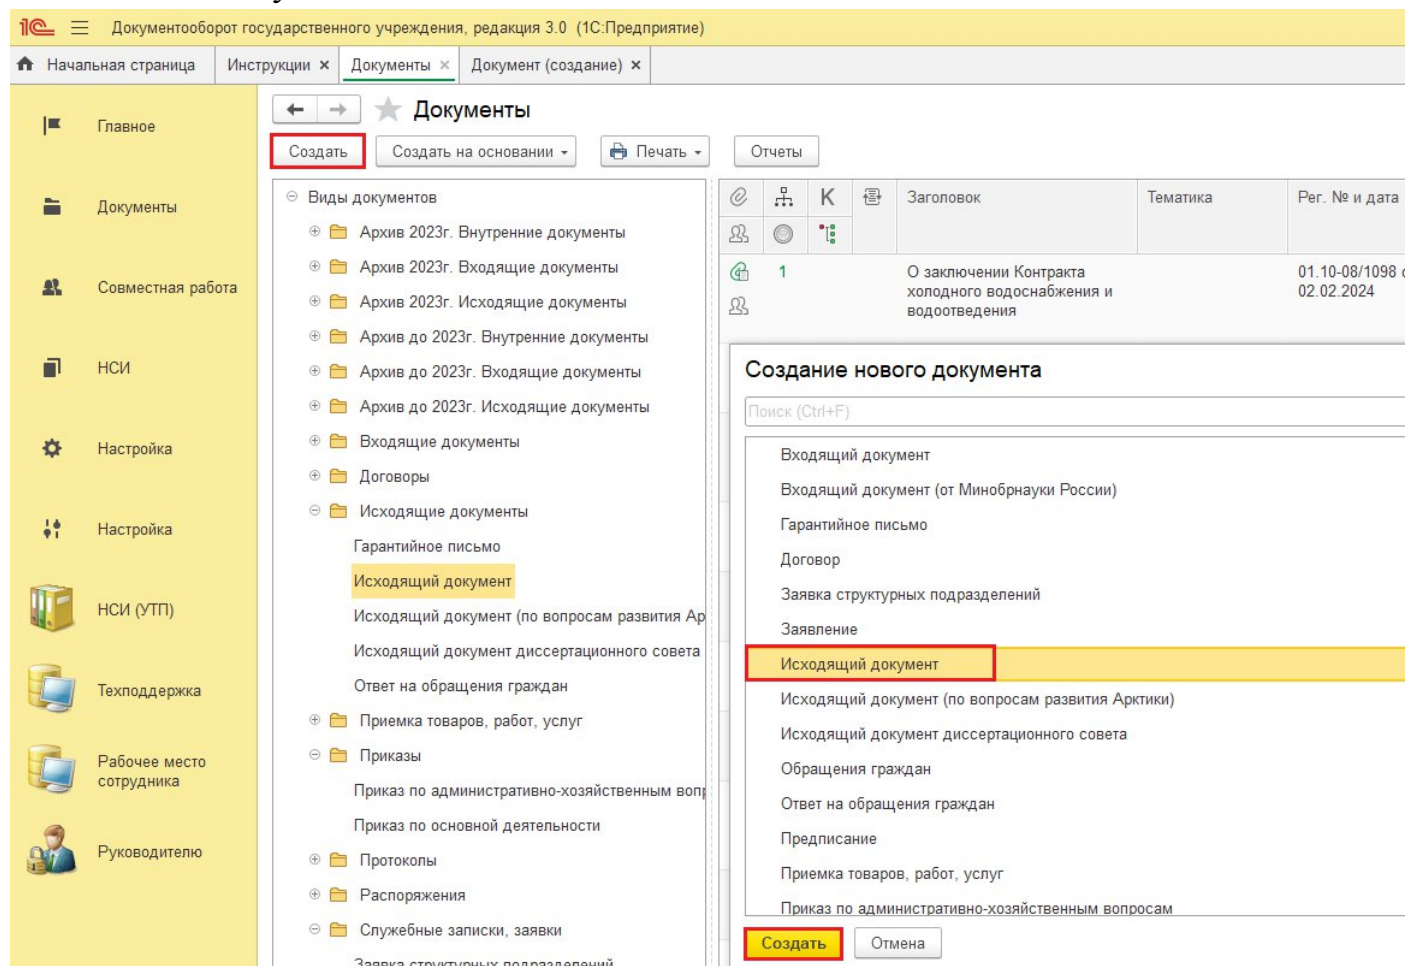 Документооборот государственного учреждения, редакция 3.0 (1С:Предприятие)
Начальная страница
Инструкции ×
Документы ×
Документ (создание) ×
Главное
Документы
Совместная работа
НСИ
Настройка
Настройка
НСИ (УТП)
Техподдержка
Рабочее место
сотрудника
Руководителю
Документы
Создать
Создать на основании
Печать
Отчеты
Виды документов
Архив 2023г. Внутренние документы
Архив 2023г. Входящие документы
Архив 2023г. Исходящие документы
Архив до 2023г. Внутренние документы
Архив до 2023г. Входящие документы
Архив до 2023г. Исходящие документы
Входящие документы
Договоры
Исходящие документы
Гарантийное письмо
Исходящий документ
Исходящий документ (по вопросам развития Ар
Исходящий документ диссертационного совета
Ответ на обращения граждан
Приемка товаров, работ, услуг
Приказы
Приказ по административно-хозяйственным вопр
Приказ по основной деятельности
Протоколы
Распоряжения
Служебные записки, заявки
Заявка структурных подразделений
К
Заголовок
Тематика
Рег. № и дата
1
О заключении Контракта
холодного водоснабжения и
водоотведения
01.10-08/1098
02.02.2024
Создание нового документа
Поиск (Ctrl+F)
Входящий документ
Входящий документ (от Минобрнауки России)
Гарантийное письмо
Договор
Заявка структурных подразделений
Заявление
Исходящий документ
Исходящий документ (по вопросам развития Арктики)
Исходящий документ диссертационного совета
Обращения граждан
Ответ на обращения граждан
Предписание
Приемка товаров, работ, услуг
Приказ по административно-хозяйственным вопросам
Создать
Отмена